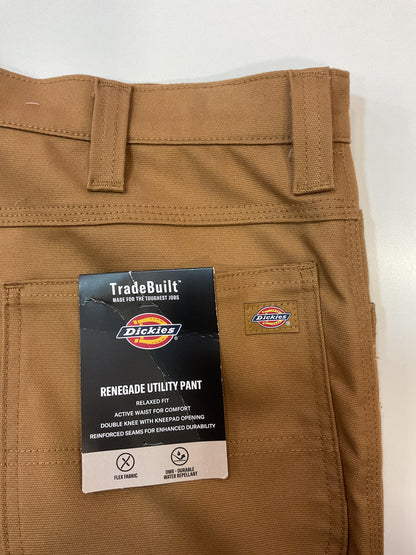 TradeBuilt™
MADE FOR THE TOUGHEST JOBS
Dickies®
Dickies®
RENEGADE UTILITY PANT
RELAXED FIT
ACTIVE WAIST FOR COMFORT
DOUBLE KNEE WITH KNEEPAD OPENING
REINFORCED SEAMS FOR ENHANCED DURABILITY
FLEX FABRIC
DWR - DURABLE
WATER REPELLANT